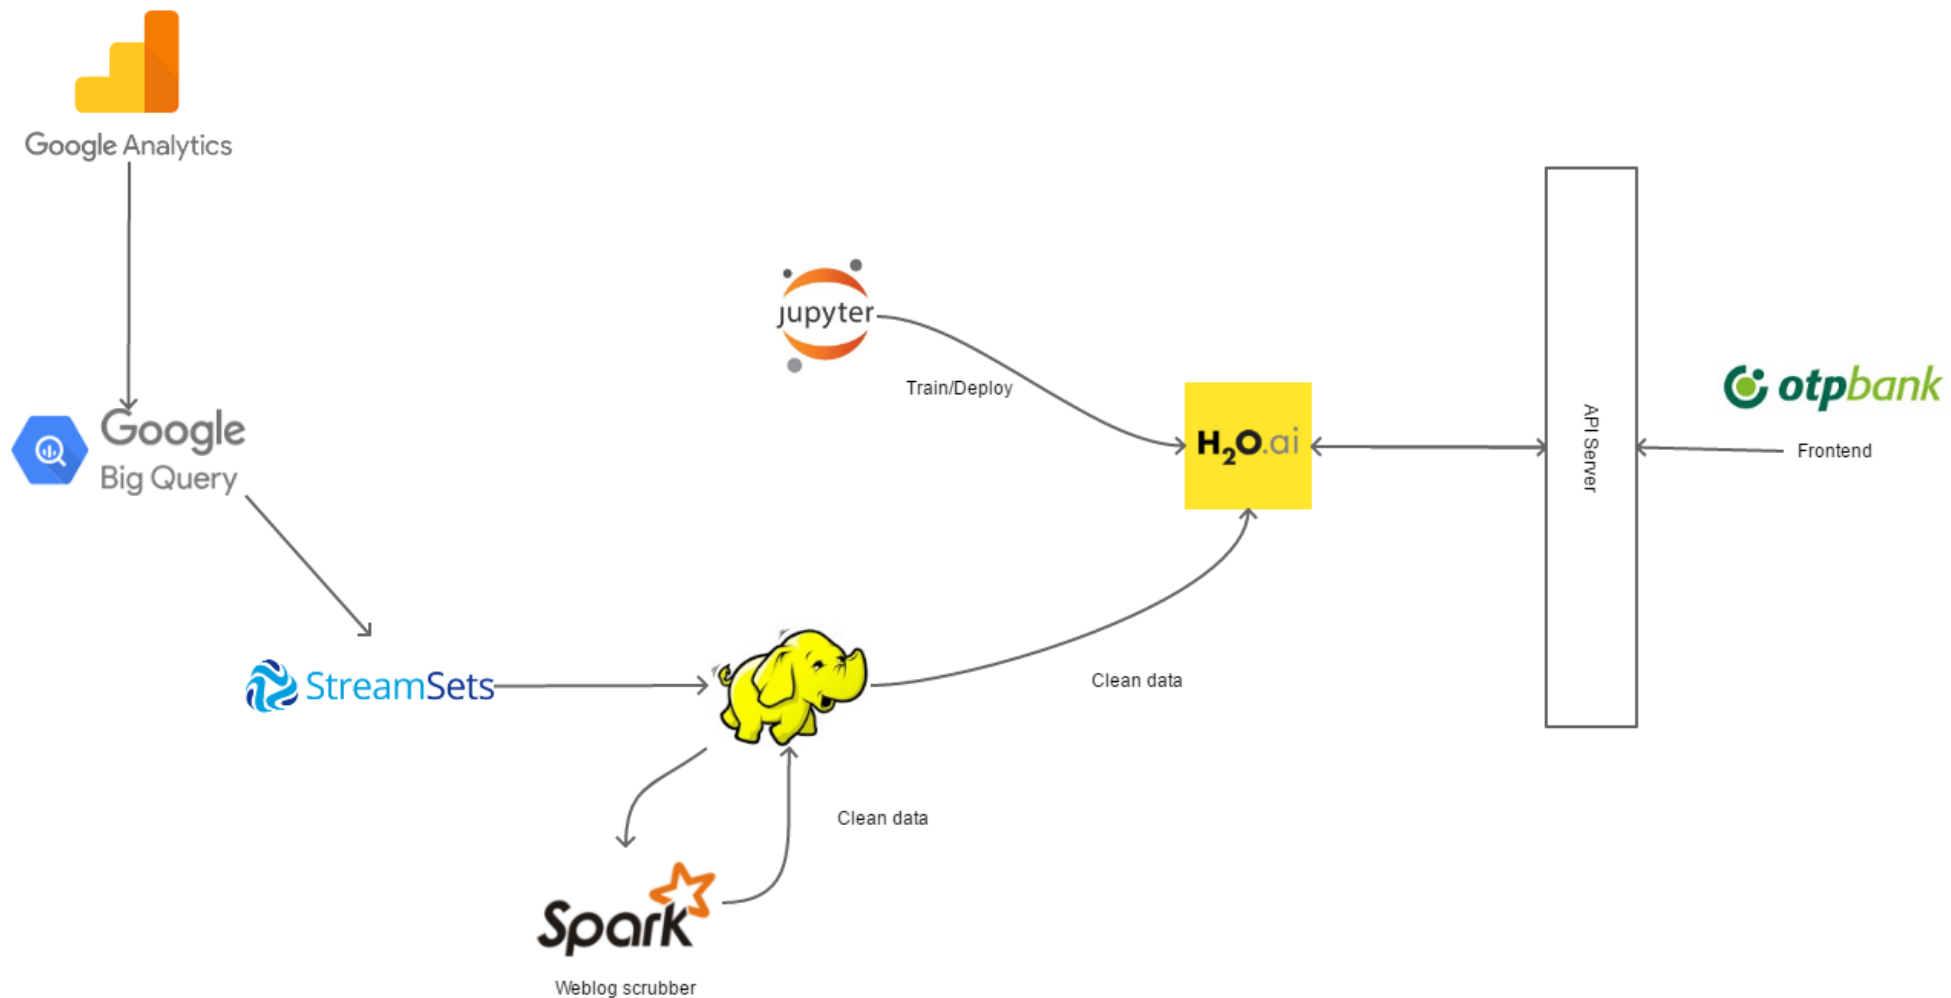 Google Analytics
jupyter
Train/Deploy
otpbank
Google
Big Query
H2O.ai
API Server
Frontend
StreamSets
Clean data
Clean data
Spark
Weblog scrubber